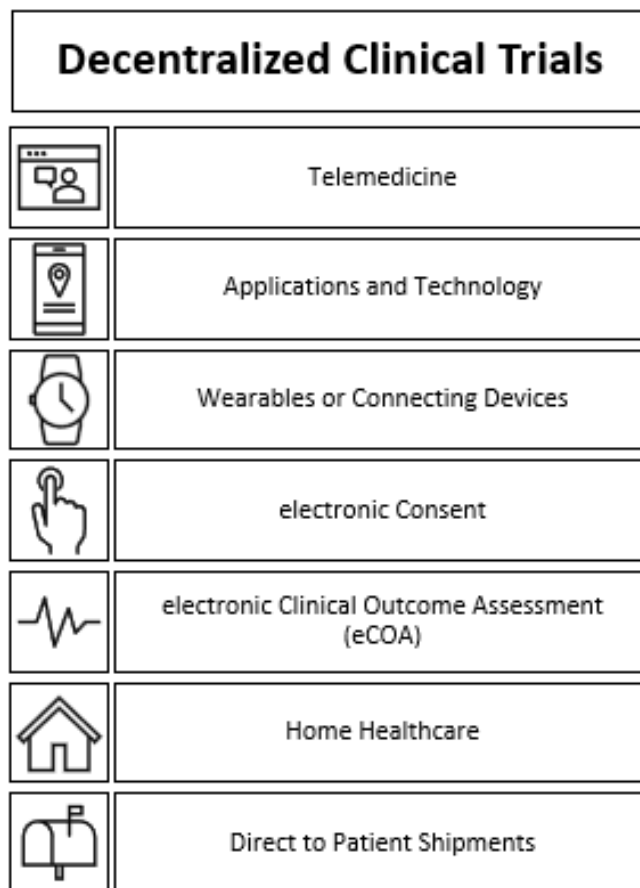 Decentralized Clinical Trials
Telemedicine
Applications and Technology
Wearables or Connecting Devices
electronic Consent
electronic Clinical Outcome Assessment
(eCOA)
Home Healthcare
Direct to Patient Shipments